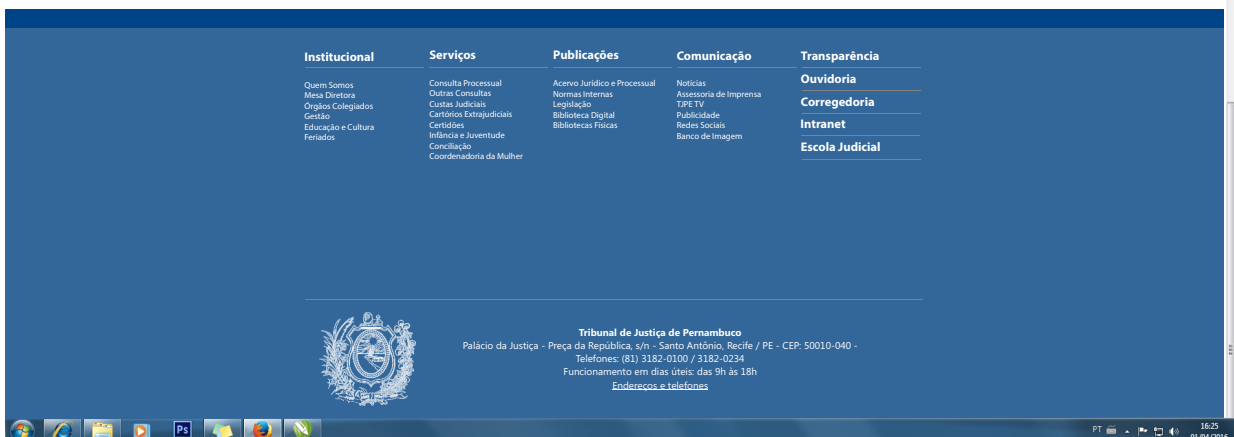 Institucional
Quem Somos
Mesa Diretora
Órgãos Colegiados
Gestão
Educação e Cultura
Feriados
Serviços
Consulta Processual
Outras Consultas
Custas Judiciais
Cartórios Extrajudiciais
Certidões
Infância e Juventude
Conciliação
Coordenadoria da Mulher
Publicações
Acervo Jurídico e Processual
Normas Internas
Legislação
Biblioteca Digital
Bibliotecas Físicas
Comunicação
Notícias
Assessoria de Imprensa
TJPE TV
Publicidade
Redes Sociais
Banco de Imagem
Transparência
Ouvidoria
Corregedoria
Intranet
Escola Judicial
Tribunal de Justiça de Pernambuco
Palácio da Justiça - Preça da República, s/n - Santo Antônio, Recife / PE - CEP: 50010-040 -
Telefones: (81) 3182-0100 / 3182-0234
Funcionamento em dias úteis: das 9h às 18h
Endereços e telefones
Ps
PT
16:25
01/04/2016